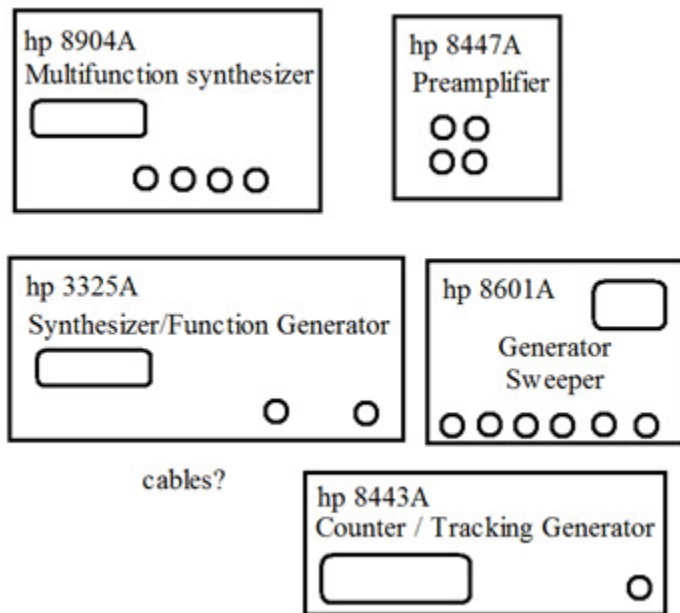 hp 8904A
Multifunction synthesizer
hp 8447A
Preamplifier
hp 3325A
Synthesizer/Function Generator
hp 8601A
Generator
Sweeper
cables?
hp 8443A
Counter / Tracking Generator